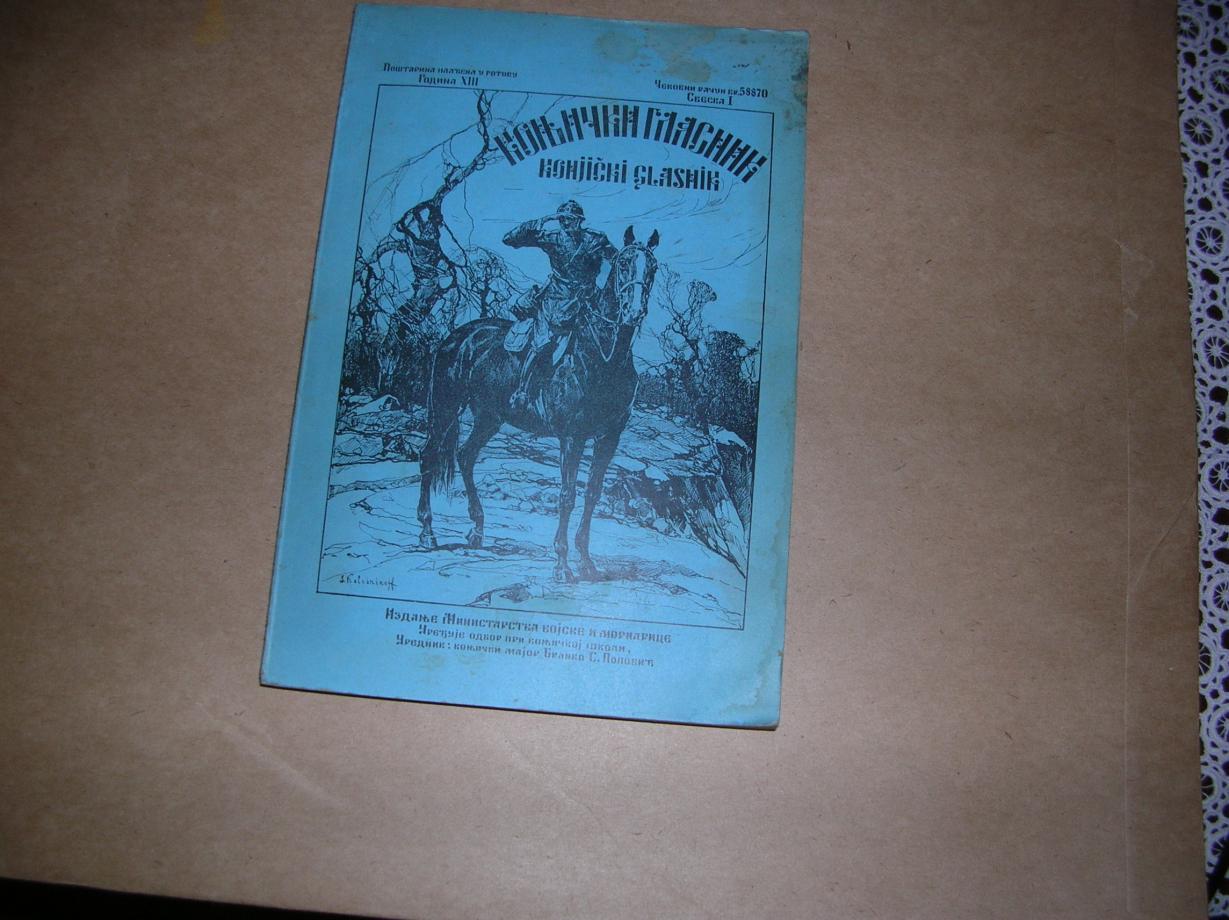 Поштарина плаћена у готову
Година XIII
Чековни рачун бр. 58870
Свеска I
КОЊИЧКИ ГЛАСНИК
KONJIČKI GLASNIK
Издање Министарства војске и морнарице
Уређује одбор при коњичкој школи,
Уредник: коњички мајор Бранко С. Поповић